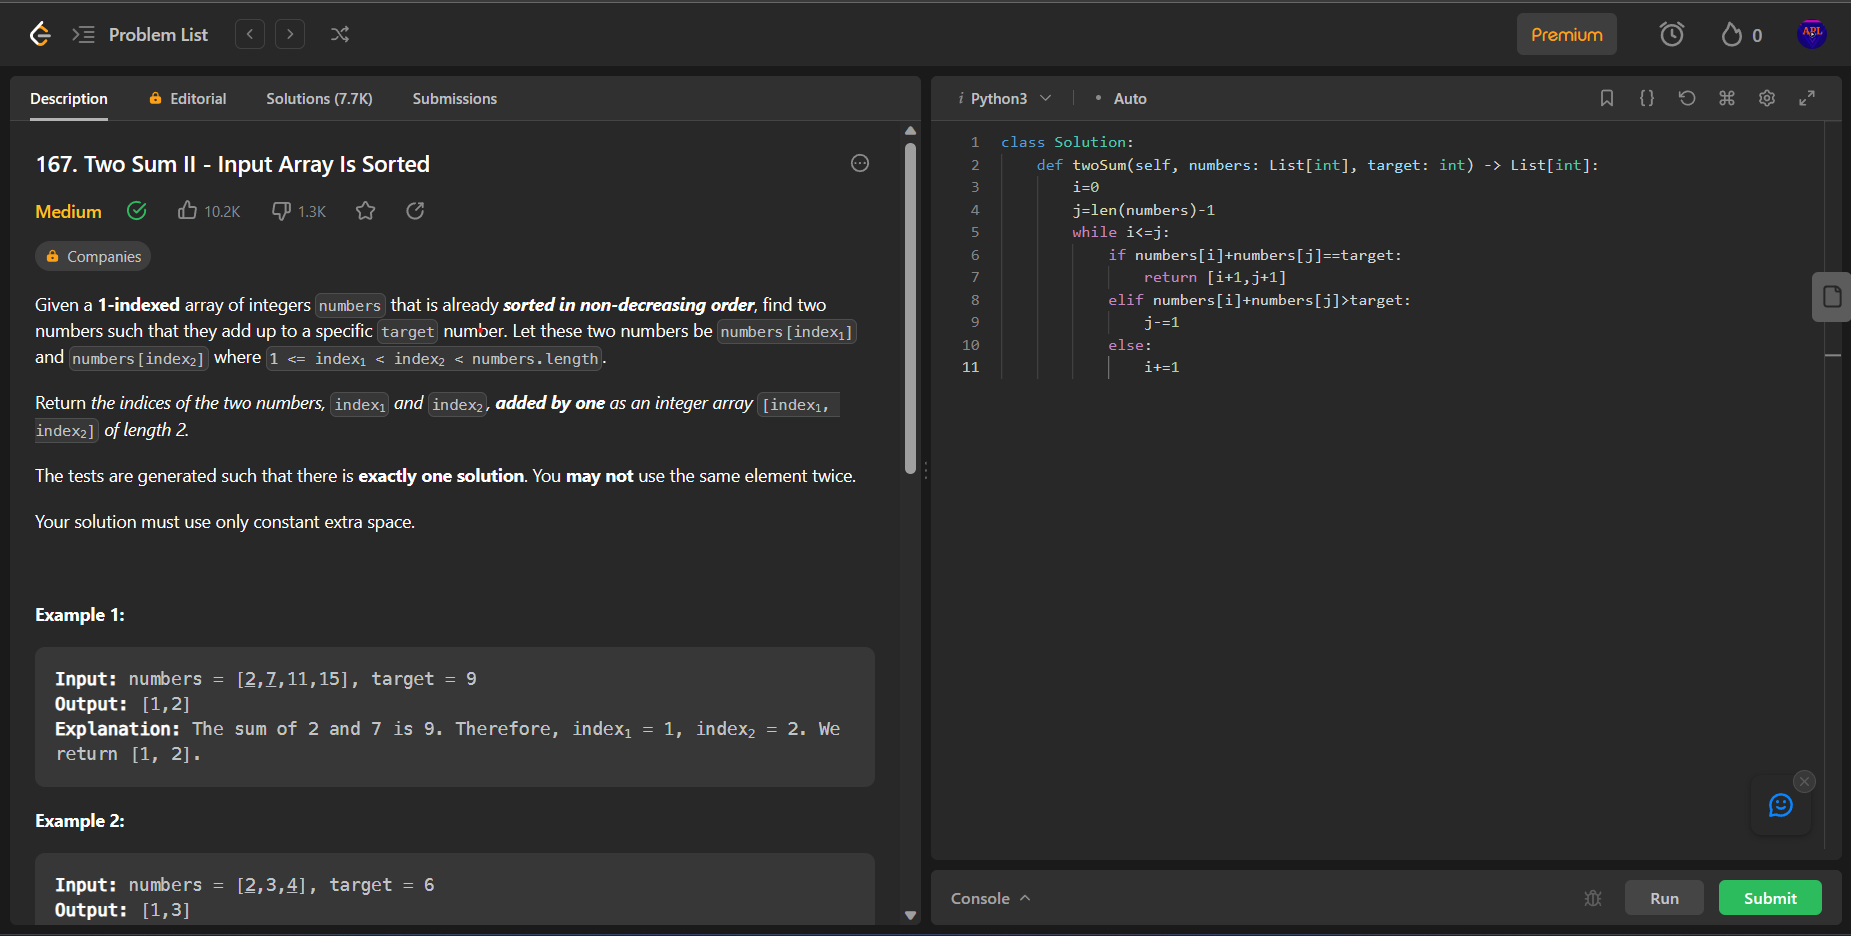 Problem List
Premium
0
APL
Description Editorial Solutions (7.7K) Submissions
167. Two Sum II - Input Array Is Sorted
Medium 10.2K 1.3K
Companies
Given a 1-indexed array of integers numbers that is already sorted in non-decreasing order, find two
numbers such that they add up to a specific target number. Let these two numbers be numbers[index₁]
and numbers[index₂] where 1 <= index₁ < index₂ < numbers.length.
Return the indices of the two numbers, index₁ and index₂, added by one as an integer array [index₁,
index₂] of length 2.
The tests are generated such that there is exactly one solution. You may not use the same element twice.
Your solution must use only constant extra space.
Example 1:
Input: numbers = [2,7,11,15], target = 9
Output: [1,2]
Explanation: The sum of 2 and 7 is 9. Therefore, index₁ = 1, index₂ = 2. We
return [1, 2].
Example 2:
Input: numbers = [2,3,4], target = 6
Output: [1,3]
i Python3 • Auto
1 class Solution:
2 def twoSum(self, numbers: List[int], target: int) -> List[int]:
3 i=0
4 j=len(numbers)-1
5 while i<=j:
6 if numbers[i]+numbers[j]==target:
7 return [i+1,j+1]
8 elif numbers[i]+numbers[j]>target:
9 j-=1
10 else:
11 i+=1
Console Run Submit